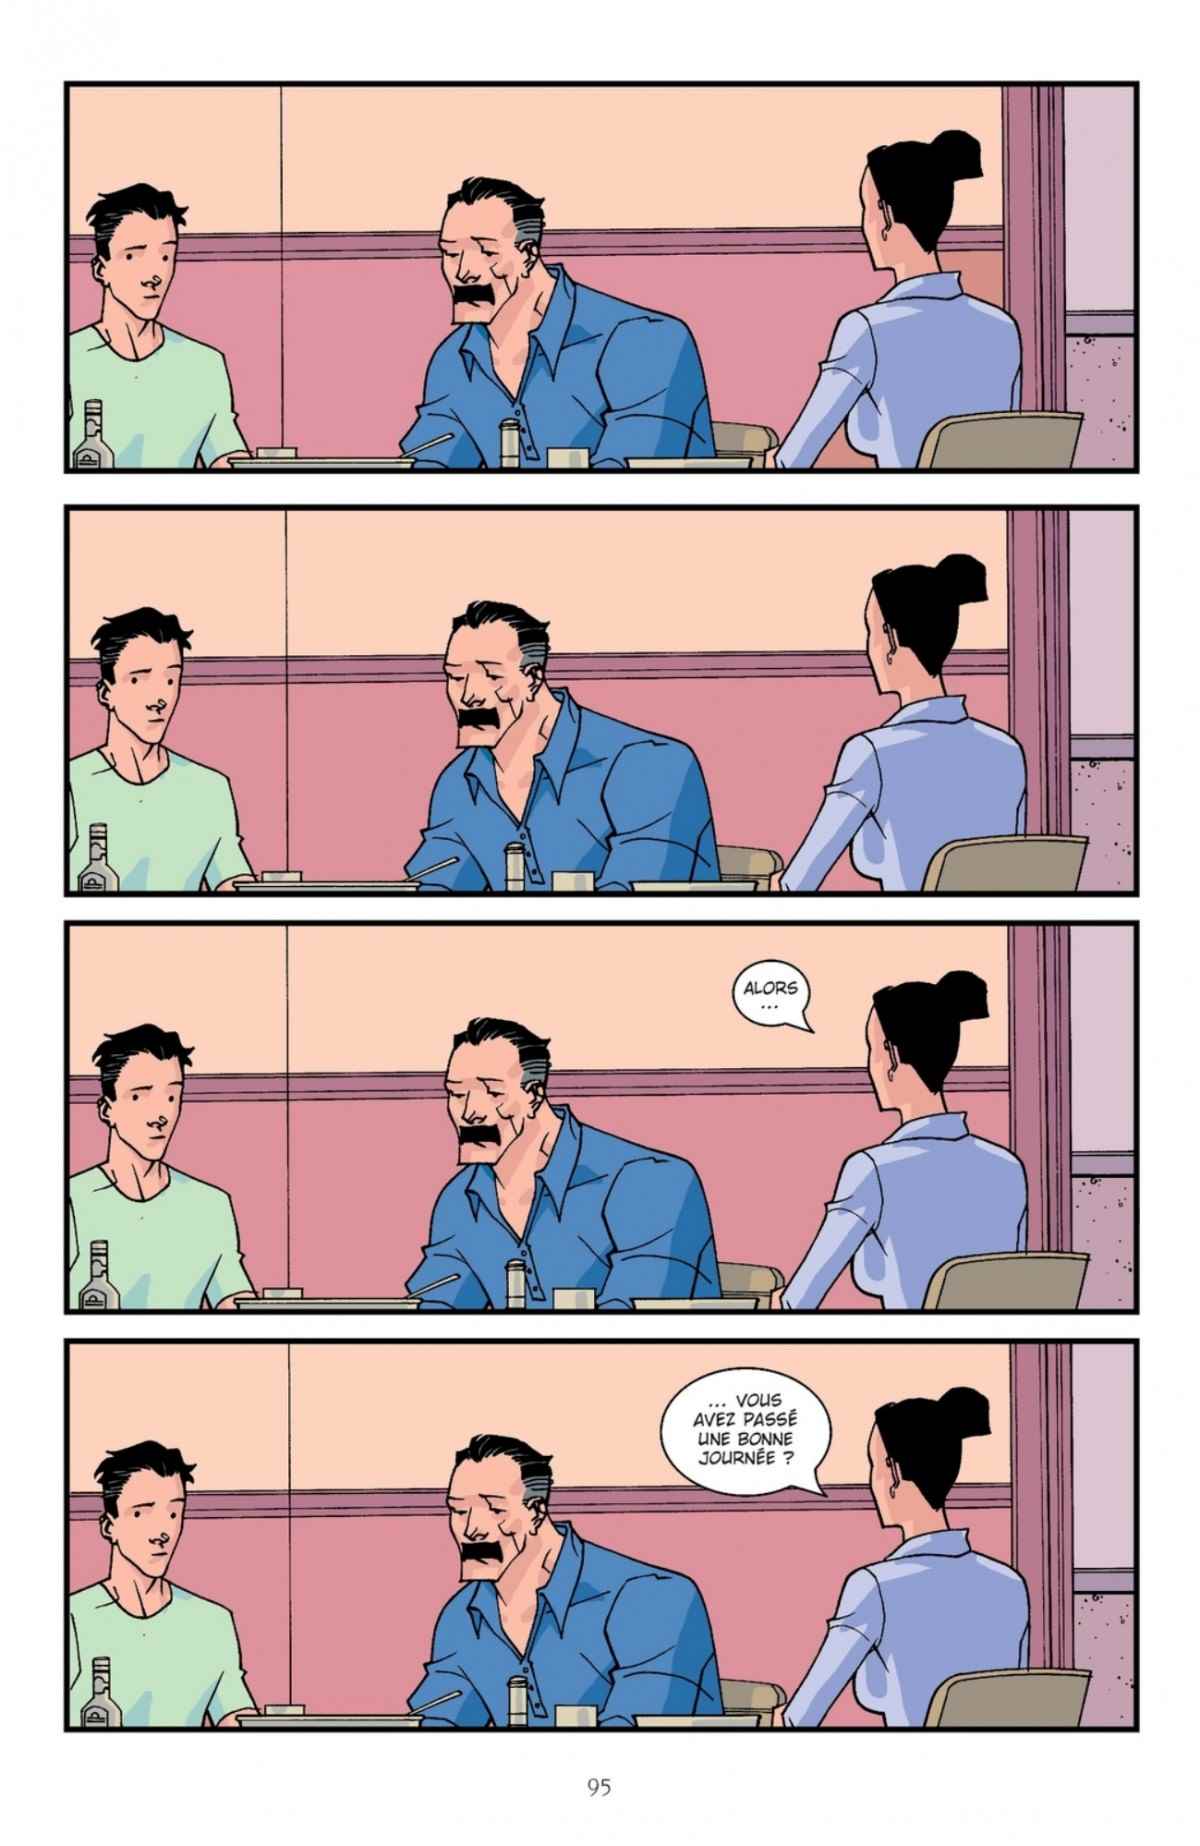 ALORS
...
... VOUS
AVEZ PASSÉ
UNE BONNE
JOURNÉE ?
95